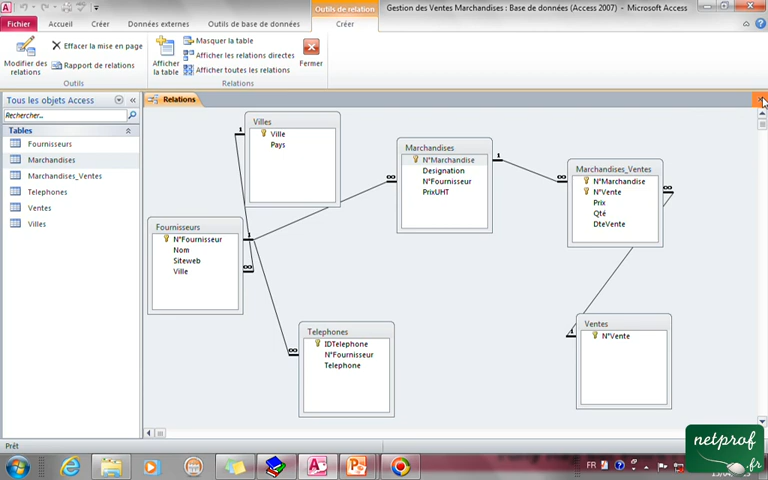 Outils de relation
Gestion des Ventes Marchandises : Base de données (Access 2007) - Microsoft Access
Fichier
Accueil
Créer
Données externes
Outils de base de données
Créer
Modifier des relations
Effacer la mise en page
Rapport de relations
Outils
Afficher la table
Masquer la table
Afficher les relations directes
Afficher toutes les relations
Fermer
Relations
Tous les objets Access
Rechercher...
Tables
Fournisseurs
Marchandises
Marchandises_Ventes
Telephones
Ventes
Villes
Relations
Villes
Ville
Pays
Marchandises
N°Marchandise
Designation
N°Fournisseur
PrixUHT
Marchandises_Ventes
N°Marchandise
N°Vente
Prix
Qté
DteVente
Fournisseurs
N°Fournisseur
Nom
Siteweb
Ville
Telephones
IDTelephone
N°Fournisseur
Telephone
Ventes
N°Vente
1
∞
1
∞
∞
1
∞
∞
1
Prêt
FR
netprof
.fr